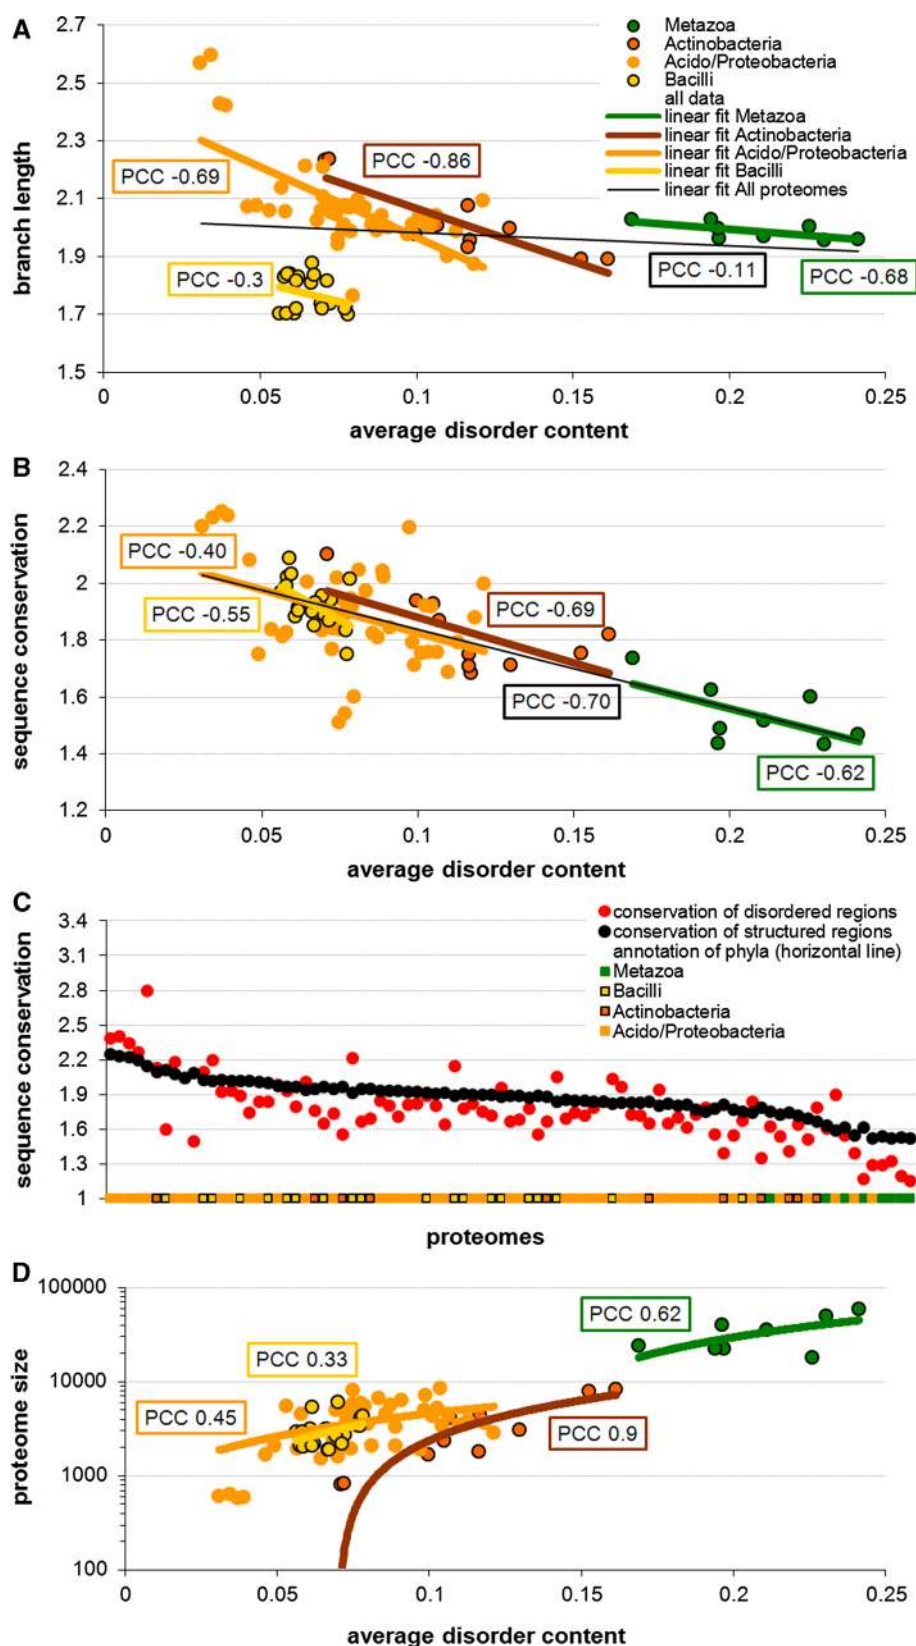 A
2.7
2.5
2.3
2.1
1.9
1.7
1.5
branch length
Metazoa
Actinobacteria
Acido/Proteobacteria
Bacilli
all data
linear fit Metazoa
linear fit Actinobacteria
linear fit Acido/Proteobacteria
linear fit Bacilli
linear fit All proteomes
PCC -0.86
PCC -0.69
PCC -0.3
PCC -0.11
PCC -0.68
0 0.05 0.1 0.15 0.2 0.25
average disorder content
B
2.4
2.2
2
1.8
1.6
1.4
1.2
sequence conservation
PCC -0.40
PCC -0.55
PCC -0.69
PCC -0.70
PCC -0.62
0 0.05 0.1 0.15 0.2 0.25
average disorder content
C
3.4
3.1
2.8
2.5
2.2
1.9
1.6
1.3
1
sequence conservation
conservation of disordered regions
conservation of structured regions
annotation of phyla (horizontal line)
Metazoa
Bacilli
Actinobacteria
Acido/Proteobacteria
proteomes
D
100000
10000
1000
100
proteome size
PCC 0.62
PCC 0.33
PCC 0.45
PCC 0.9
0 0.05 0.1 0.15 0.2 0.25
average disorder content